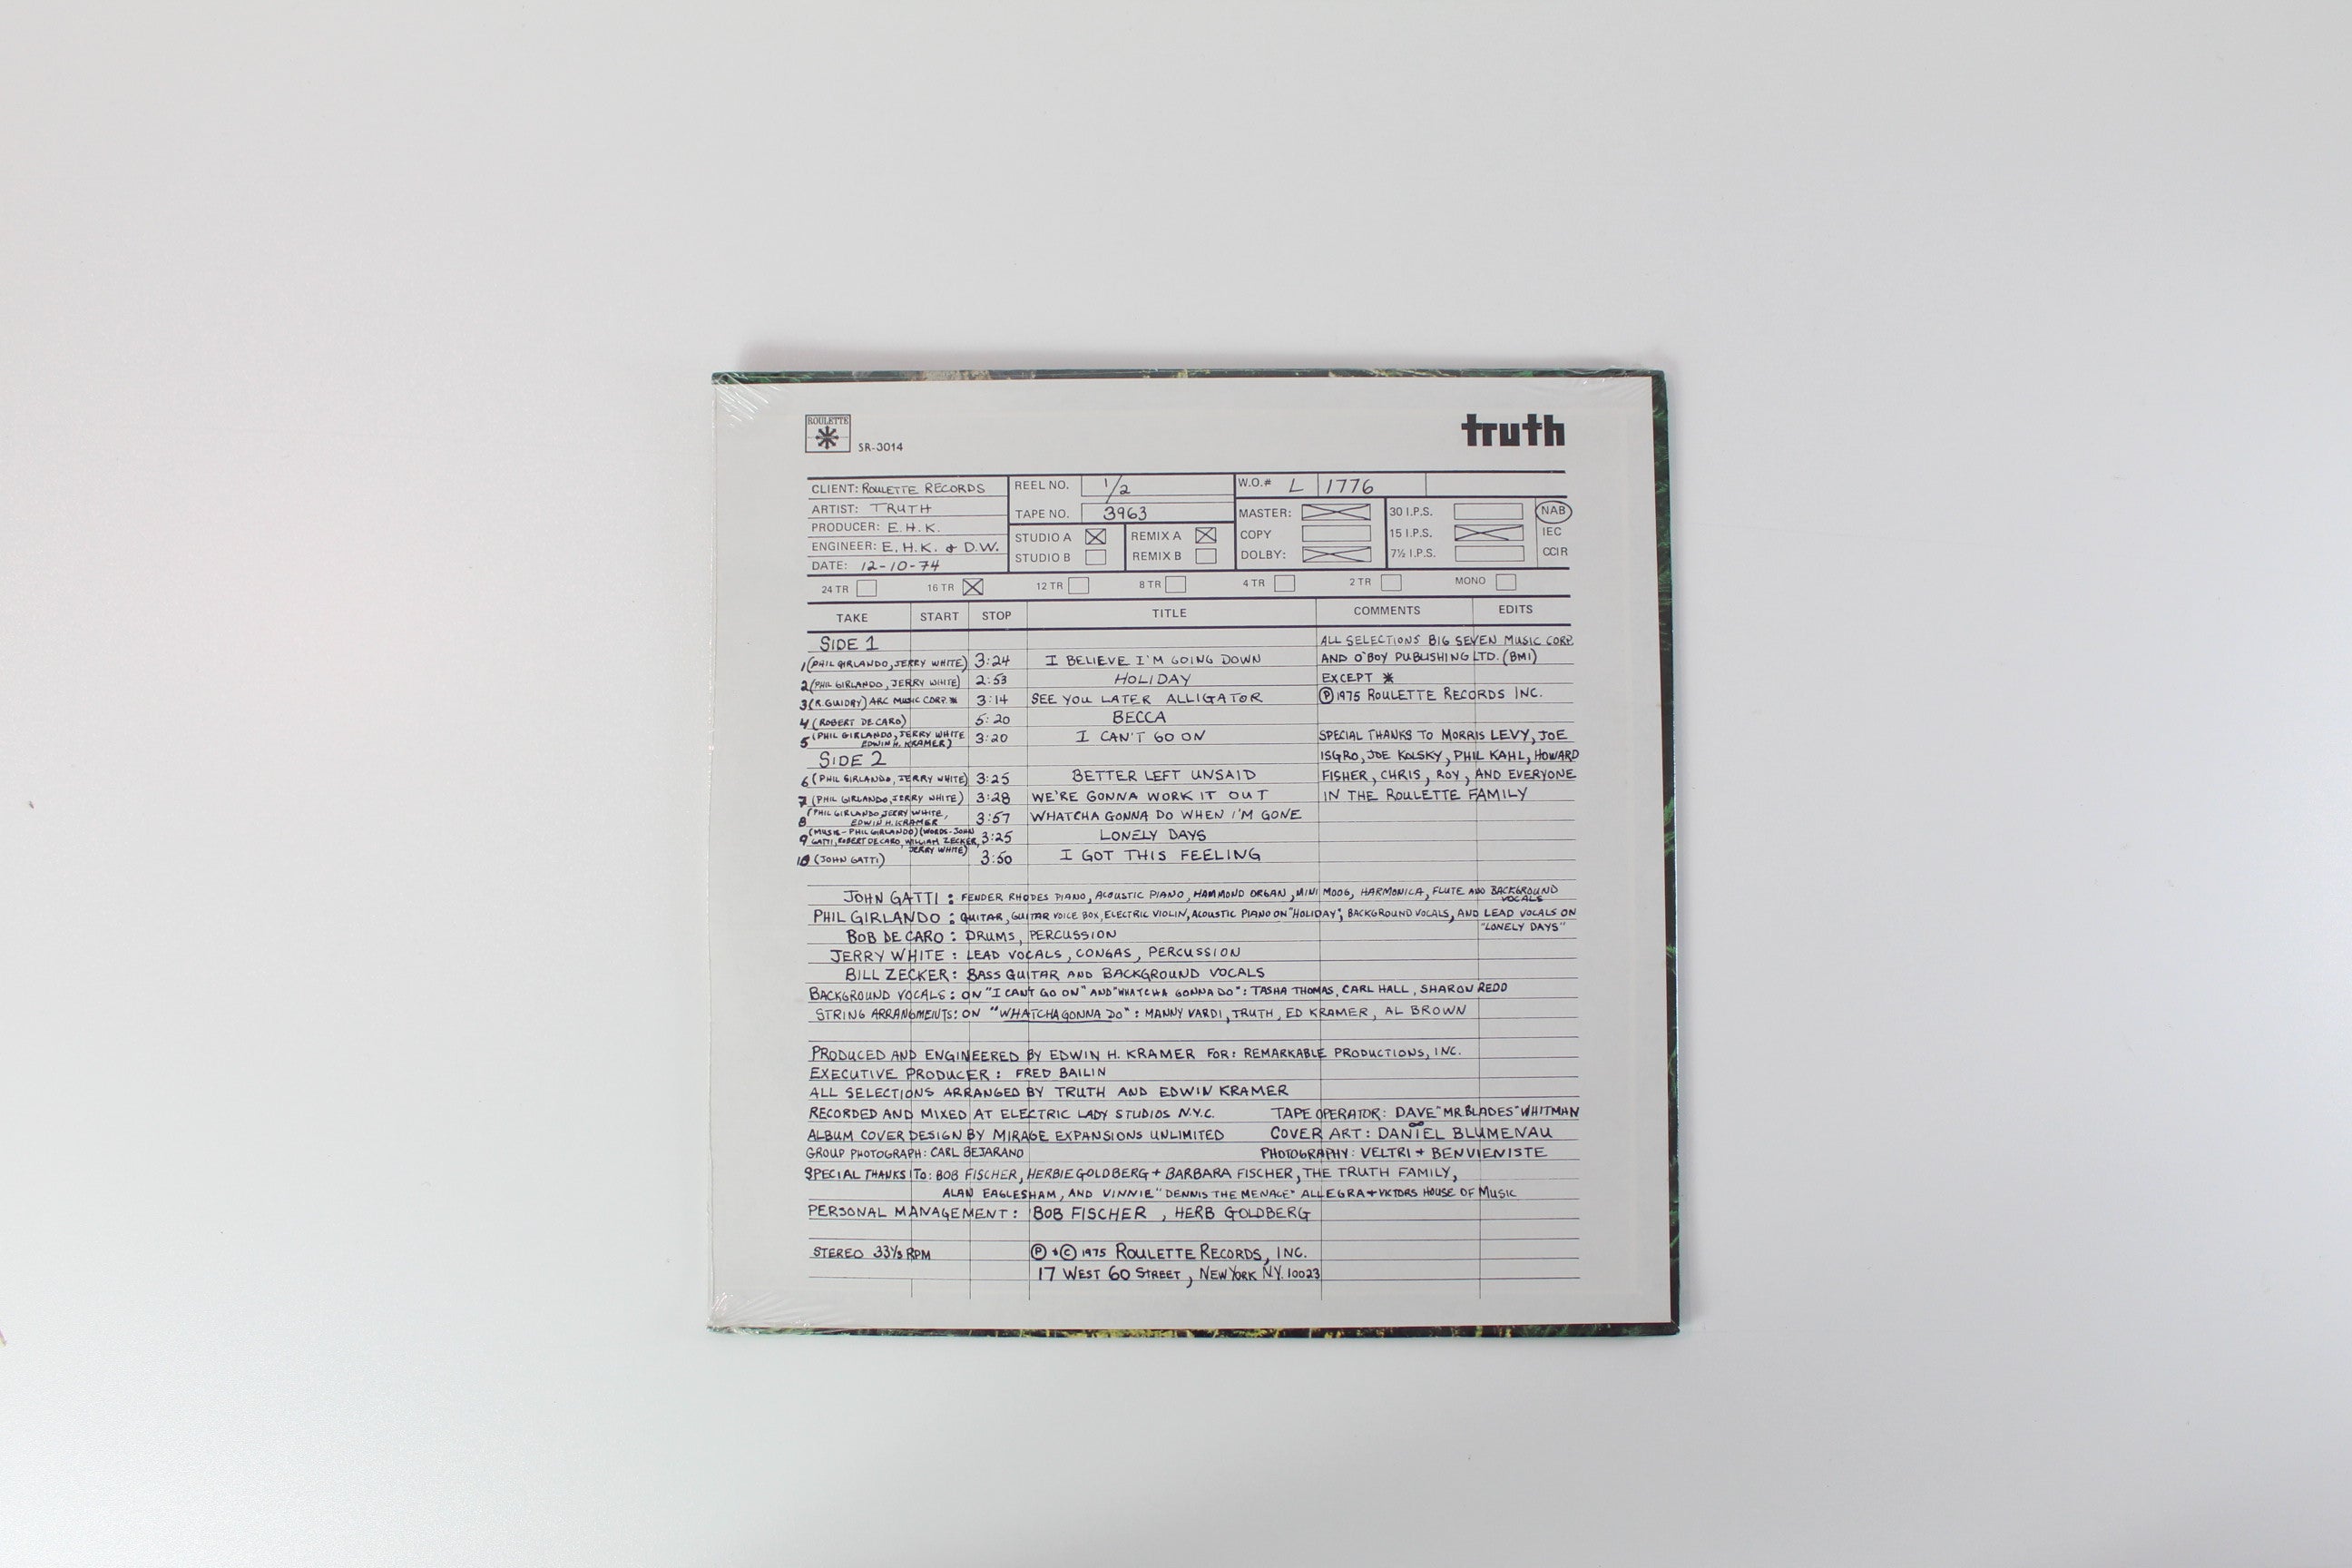 ROULETTE
SR-3014
truth
CLIENT: ROULETTE RECORDS
ARTIST: TRUTH
PRODUCER: E.H.K.
ENGINEER: E.H.K. & D.W.
DATE: 12-10-74
REEL NO. 1/2
TAPE NO. 3963
STUDIO A
STUDIO B
REMIX A
REMIX B
W.O.# L 1776
MASTER:
COPY
DOLBY:
30 I.P.S.
15 I.P.S.
7½ I.P.S.
NAB
IEC
CCIR
24 TR 16 TR 12 TR 8 TR 4 TR 2 TR MONO
TAKE START STOP TITLE COMMENTS EDITS
SIDE 1 ALL SELECTIONS BIG SEVEN MUSIC CORP.
1 (PHIL GIRLANDO, JERRY WHITE) 3:24 I BELIEVE I'M GOING DOWN AND O'BOY PUBLISHING LTD. (BMI)
2 (PHIL GIRLANDO, JERRY WHITE) 2:53 HOLIDAY EXCEPT *
3 (R. GUIDRY) ARC MUSIC CORP. * 3:14 SEE YOU LATER ALLIGATOR ℗ 1975 ROULETTE RECORDS INC.
4 (ROBERT DE CARO) 5:20 BECCA
5 (PHIL GIRLANDO, JERRY WHITE EDWIN H. KRAMER) 3:20 I CAN'T GO ON SPECIAL THANKS TO MORRIS LEVY, JOE
SIDE 2 ISGRO, JOE KOLSKY, PHIL KAHL, HOWARD
6 (PHIL GIRLANDO, JERRY WHITE) 3:25 BETTER LEFT UNSAID FISHER, CHRIS, ROY, AND EVERYONE
7 (PHIL GIRLANDO, JERRY WHITE) 3:28 WE'RE GONNA WORK IT OUT IN THE ROULETTE FAMILY
8 (PHIL GIRLANDO, JERRY WHITE, EDWIN H. KRAMER 3:57 WHATCHA GONNA DO WHEN I'M GONE
9 (MUSIC - PHIL GIRLANDO) (WORDS - JOHN GATTI, ROBERT DE CARO, WILLIAM ZECKER, JERRY WHITE) 3:25 LONELY DAYS
10 (JOHN GATTI) 3:50 I GOT THIS FEELING
JOHN GATTI: FENDER RHODES PIANO, ACOUSTIC PIANO, HAMMOND ORGAN, MINI MOOG, HARMONICA, FLUTE AND BACKGROUND
VOCALS
PHIL GIRLANDO: GUITAR, GUITAR VOICE BOX, ELECTRIC VIOLIN, ACOUSTIC PIANO ON "HOLIDAY"; BACKGROUND VOCALS, AND LEAD VOCALS ON
"LONELY DAYS"
BOB DE CARO: DRUMS, PERCUSSION
JERRY WHITE: LEAD VOCALS, CONGAS, PERCUSSION
BILL ZECKER: BASS GUITAR AND BACKGROUND VOCALS
BACKGROUND VOCALS: ON "I CAN'T GO ON" AND "WHATCHA GONNA DO": TASHA THOMAS, CARL HALL, SHARON REDD
STRING ARRANGMENTS: ON "WHATCHA GONNA DO": MANNY VARDI, TRUTH, ED KRAMER, AL BROWN
PRODUCED AND ENGINEERED BY EDWIN H. KRAMER FOR: REMARKABLE PRODUCTIONS, INC.
EXECUTIVE PRODUCER: FRED BAILIN
ALL SELECTIONS ARRANGED BY TRUTH AND EDWIN KRAMER
RECORDED AND MIXED AT ELECTRIC LADY STUDIOS N.Y.C. TAPE OPERATOR: DAVE "MR. BLADES" WHITMAN
ALBUM COVER DESIGN BY MIRAGE EXPANSIONS UNLIMITED COVER ART: DANIEL BLUMENAU
GROUP PHOTOGRAPH: CARL BEJARANO PHOTOGRAPHY: VELTRI + BENVIENISTE
SPECIAL THANKS TO: BOB FISCHER, HERBIE GOLDBERG + BARBARA FISCHER, THE TRUTH FAMILY,
ALAN EAGLESHAM, AND VINNIE "DENNIS THE MENACE" ALLEGRA + VICTORS HOUSE OF MUSIC
PERSONAL MANAGEMENT: BOB FISCHER, HERB GOLDBERG
STEREO 33⅓ RPM ℗ + © 1975 ROULETTE RECORDS, INC.
17 WEST 60 STREET, NEW YORK N.Y. 10023